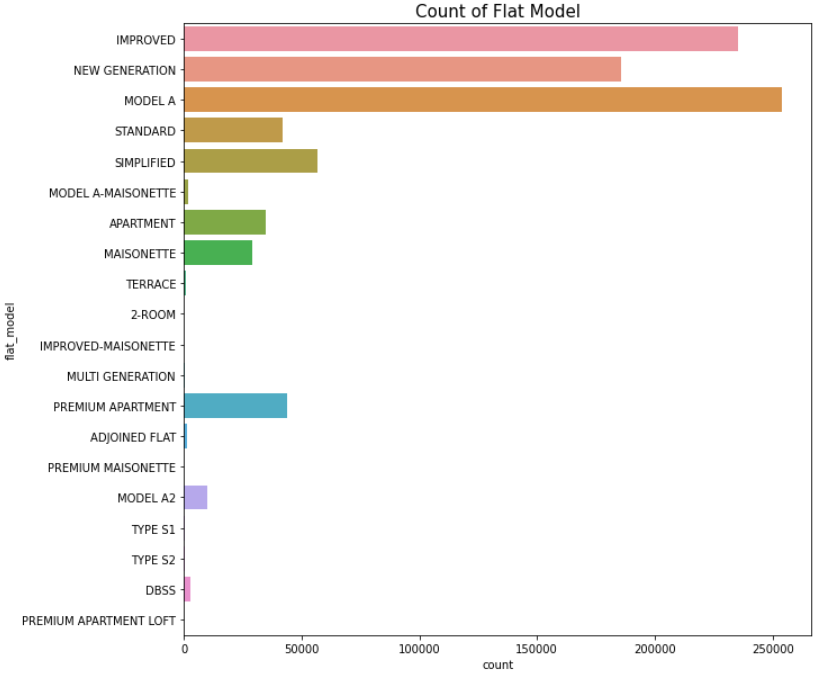 Count of Flat Model
IMPROVED
NEW GENERATION
MODEL A
STANDARD
SIMPLIFIED
MODEL A-MAISONETTE
APARTMENT
MAISONETTE
TERRACE
2-ROOM
IMPROVED-MAISONETTE
MULTI GENERATION
PREMIUM APARTMENT
ADJOINED FLAT
PREMIUM MAISONETTE
MODEL A2
TYPE S1
TYPE S2
DBSS
PREMIUM APARTMENT LOFT
flat_model
0 50000 100000 150000 200000 250000
count